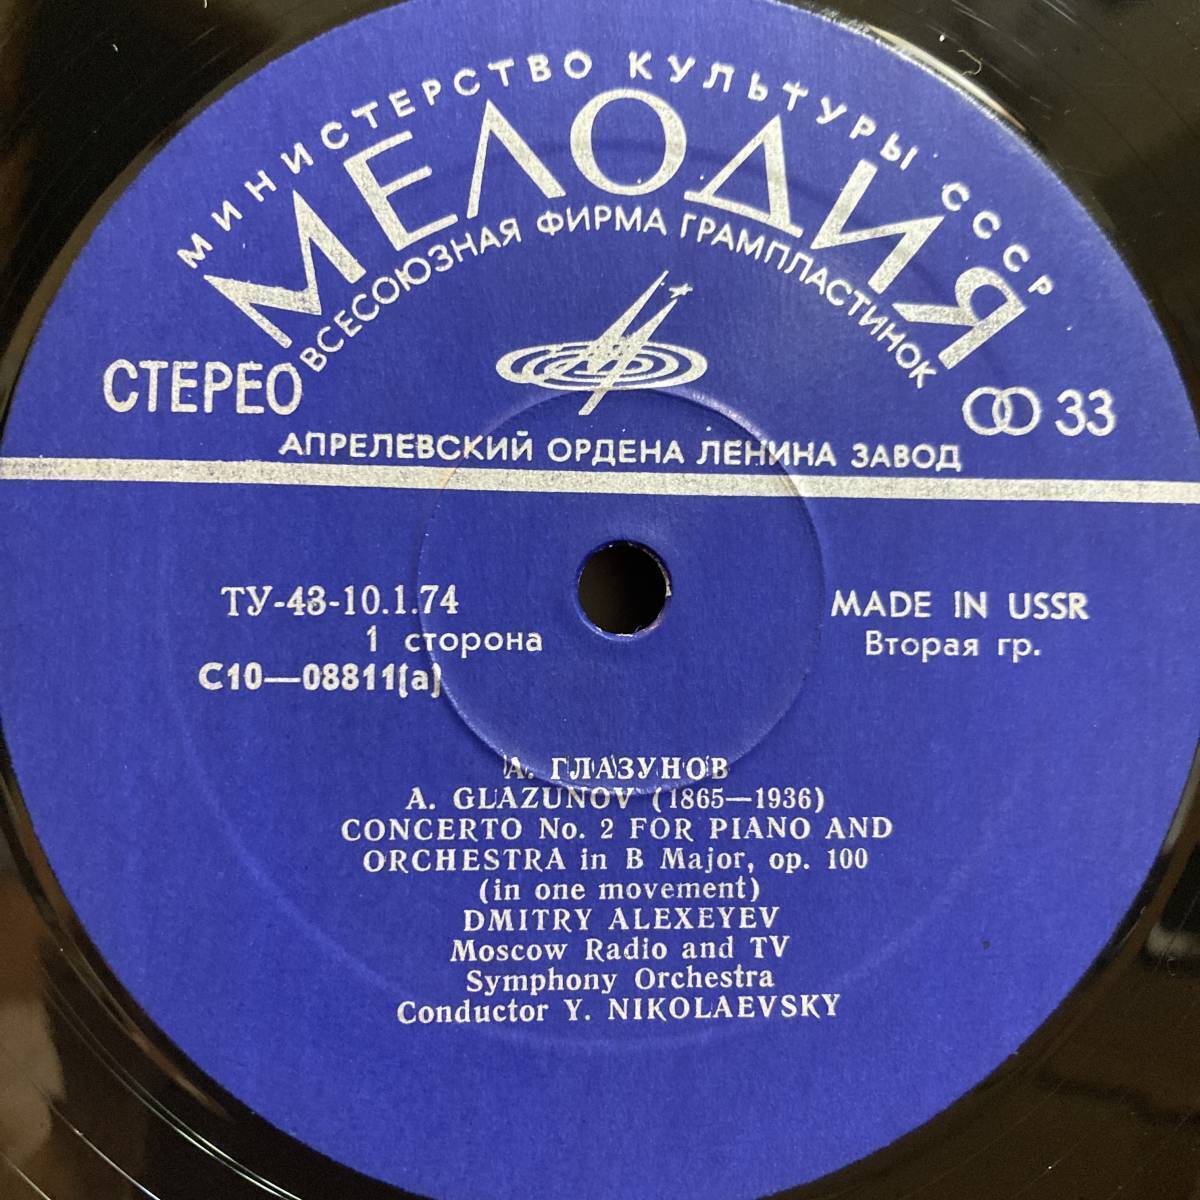 МИНИСТЕРСТВО КУЛЬТУРЫ СССР
МЕЛОДИЯ
ВСЕСОЮЗНАЯ ФИРМА ГРАМПЛАСТИНОК
СТЕРЕО
33
АПРЕЛЕВСКИЙ ОРДЕНА ЛЕНИНА ЗАВОД
ТУ-43-10.1.74
1 сторона
С10—08811(а)
MADE IN USSR
Вторая гр.
А. ГЛАЗУНОВ
A. GLAZUNOV (1865—1936)
CONCERTO No. 2 FOR PIANO AND
ORCHESTRA in B Major, op. 100
(in one movement)
DMITRY ALEXEYEV
Moscow Radio and TV
Symphony Orchestra
Conductor Y. NIKOLAEVSKY